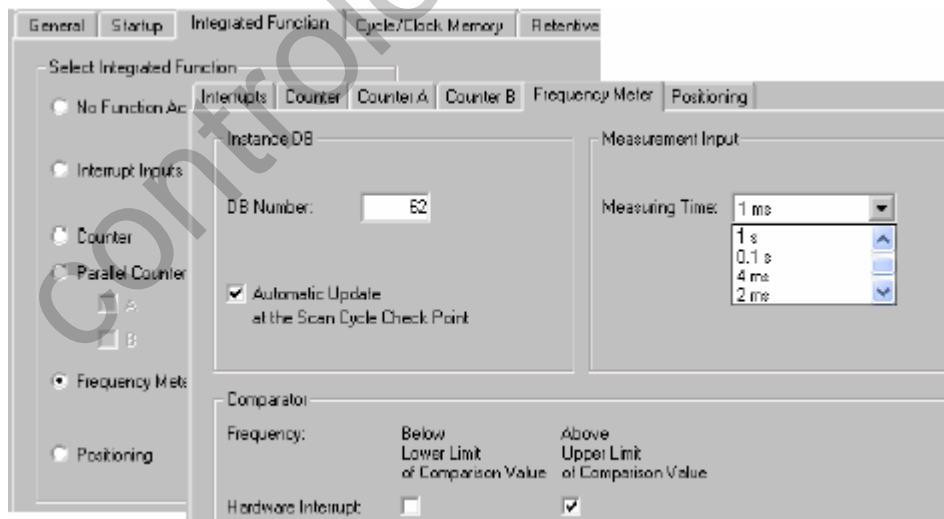 General Startup Integrated Function Cycle/Clock Memory Retentive
Select Integrated Function
No Function Ac
Interrupt Inputs
Counter
Parallel Counter
A
B
Frequency Mete
Positioning
Interrupts Counter Counter A Counter B Frequency Meter Positioning
Instance DB
DB Number: 62
Automatic Update
at the Scan Cycle Check Point
Measurement Input
Measuring Time: 1 ms
1 s
0.1 s
4 ms
2 ms
Comparator
Frequency: Below Above
Lower Limit Upper Limit
of Comparison Value of Comparison Value
Hardware Interrupt: